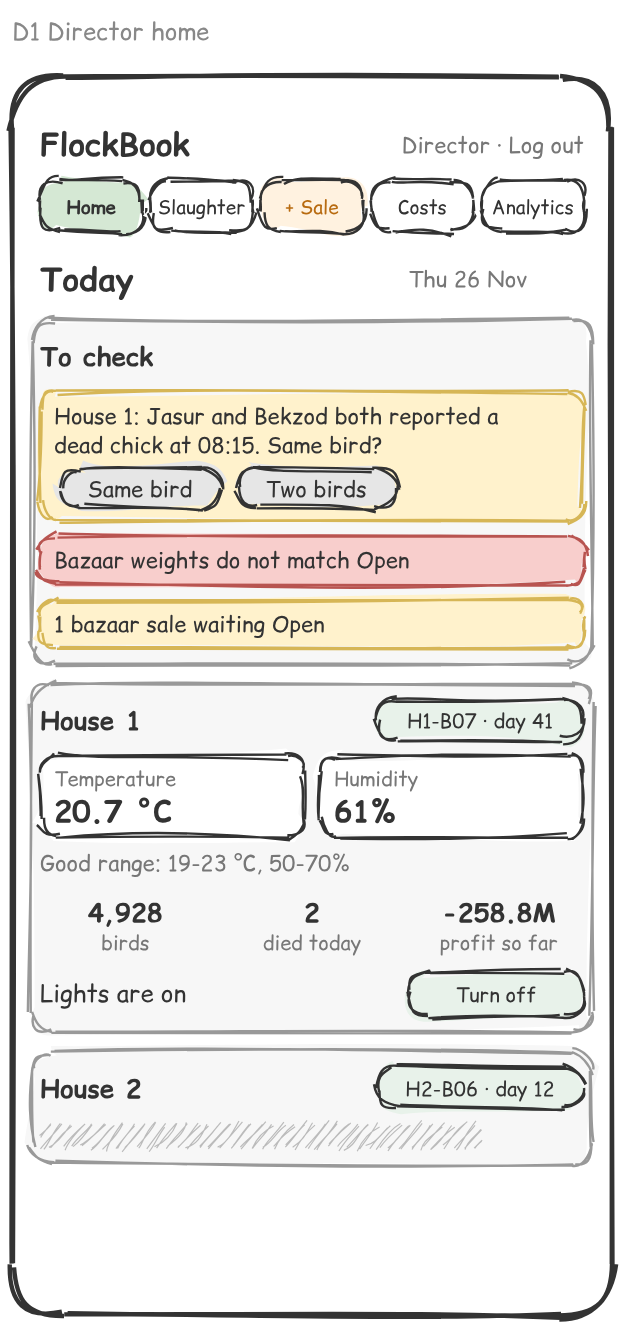 D1 Director home
FlockBook
Director · Log out
Home
Slaughter
+ Sale
Costs
Analytics
Today
Thu 26 Nov
To check
House 1: Jasur and Bekzod both reported a
dead chick at 08:15. Same bird?
Same bird
Two birds
Bazaar weights do not match Open
1 bazaar sale waiting Open
House 1
H1-B07 · day 41
Temperature
20.7 °C
Humidity
61%
Good range: 19-23 °C, 50-70%
4,928
birds
2
died today
-258.8M
profit so far
Lights are on
Turn off
House 2
H2-B06 · day 12